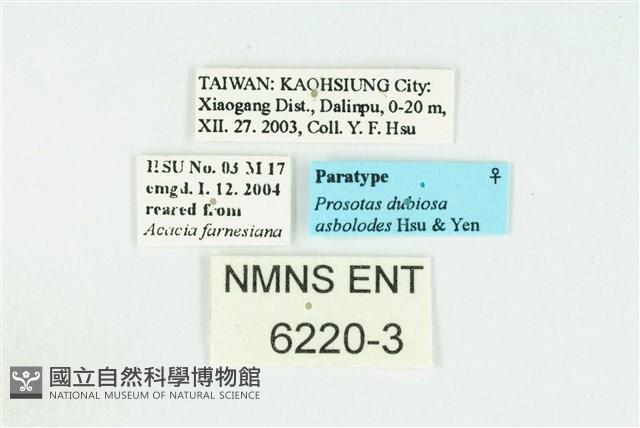 TAIWAN: KAOHSIUNG City:
Xiaogang Dist., Dalinpu, 0-20 m,
XII. 27. 2003, Coll. Y. F. Hsu
HSU No. 03 M 17
emgd. I. 12. 2004
reared from
Acacia farnesiana
Paratype ♀
Prosotas dubiosa
asbolodes Hsu & Yen
NMNS ENT
6220-3
國立自然科學博物館
NATIONAL MUSEUM OF NATURAL SCIENCE